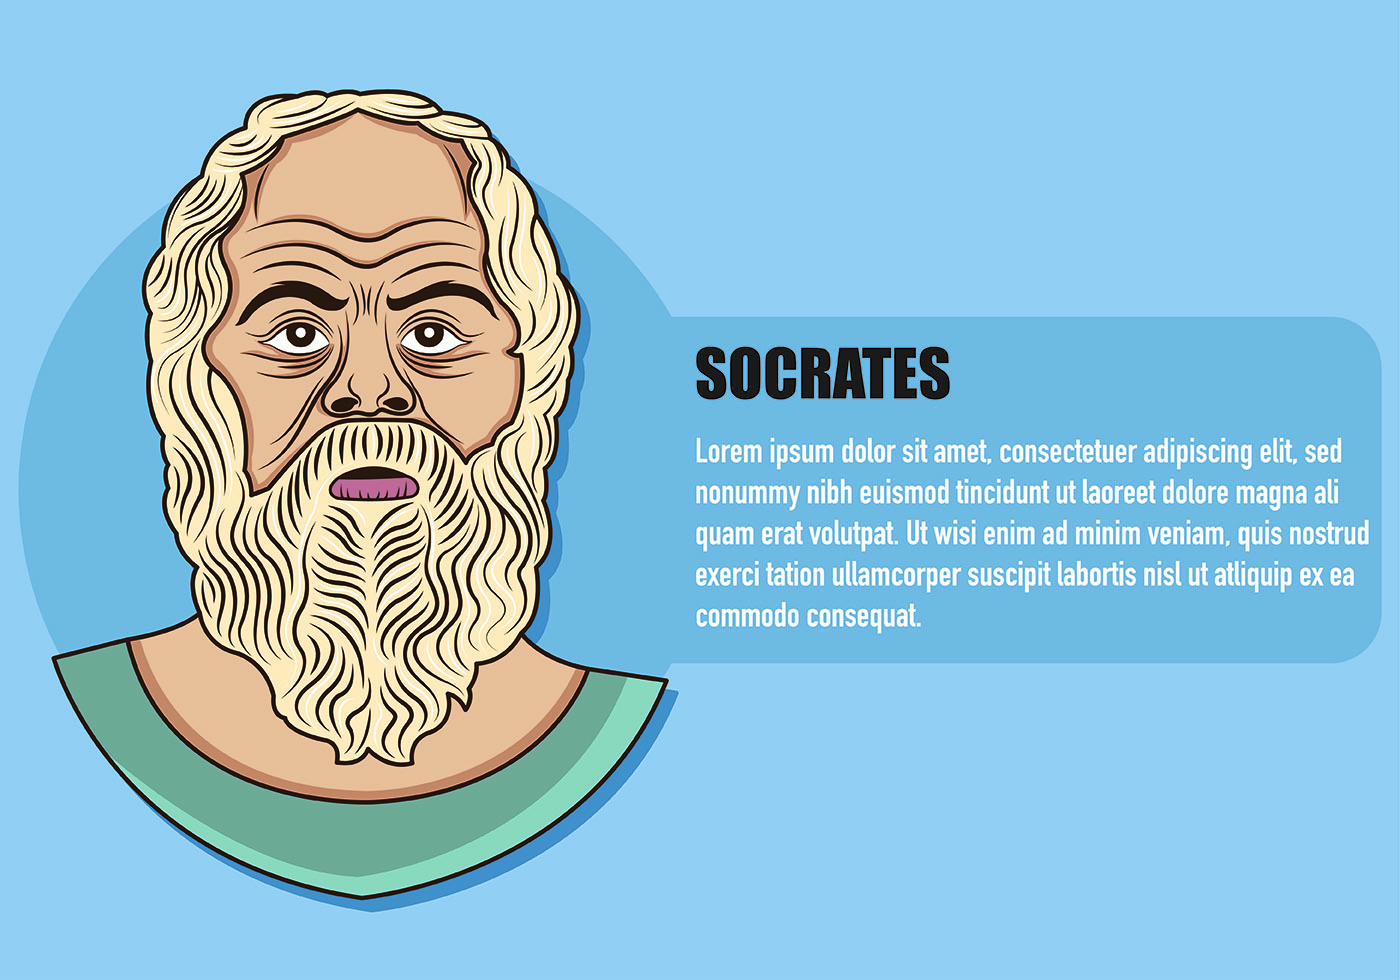 SOCRATES
Lorem ipsum dolor sit amet, consectetuer adipiscing elit, sed
nonummy nibh euismod tincidunt ut laoreet dolore magna ali
quam erat volutpat. Ut wisi enim ad minim veniam, quis nostrud
exerci tation ullamcorper suscipit labortis nisl ut atliquip ex ea
commodo consequat.